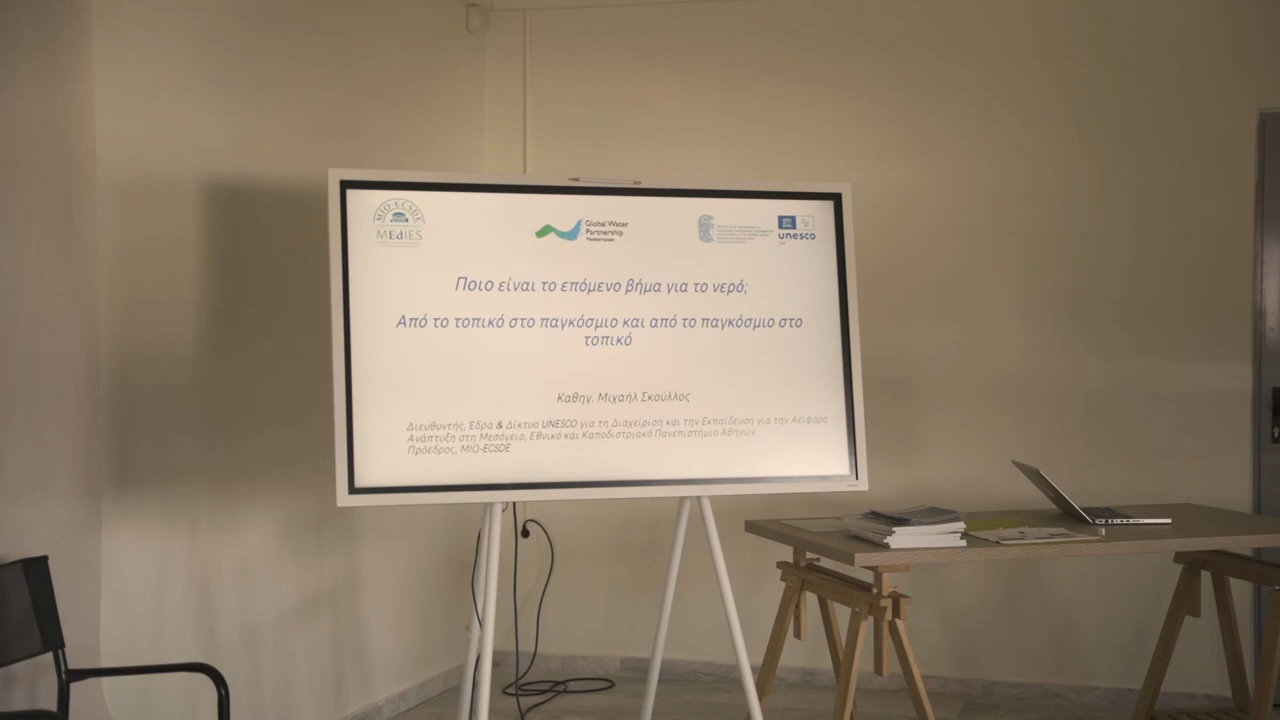 MIO-ECSDE
MEdIES
Global Water
Partnership
Mediterranean
unesco
Ποιο είναι το επόμενο βήμα για το νερό;
Από το τοπικό στο παγκόσμιο και από το παγκόσμιο στο
τοπικό
Καθηγ. Μιχαήλ Σκούλλος
Διευθυντής, Έδρα & Δίκτυο UNESCO για τη Διαχείριση και την Εκπαίδευση για την Αειφόρο
Ανάπτυξη στη Μεσόγειο, Εθνικό και Καποδιστριακό Πανεπιστήμιο Αθηνών
Πρόεδρος, MIO-ECSDE